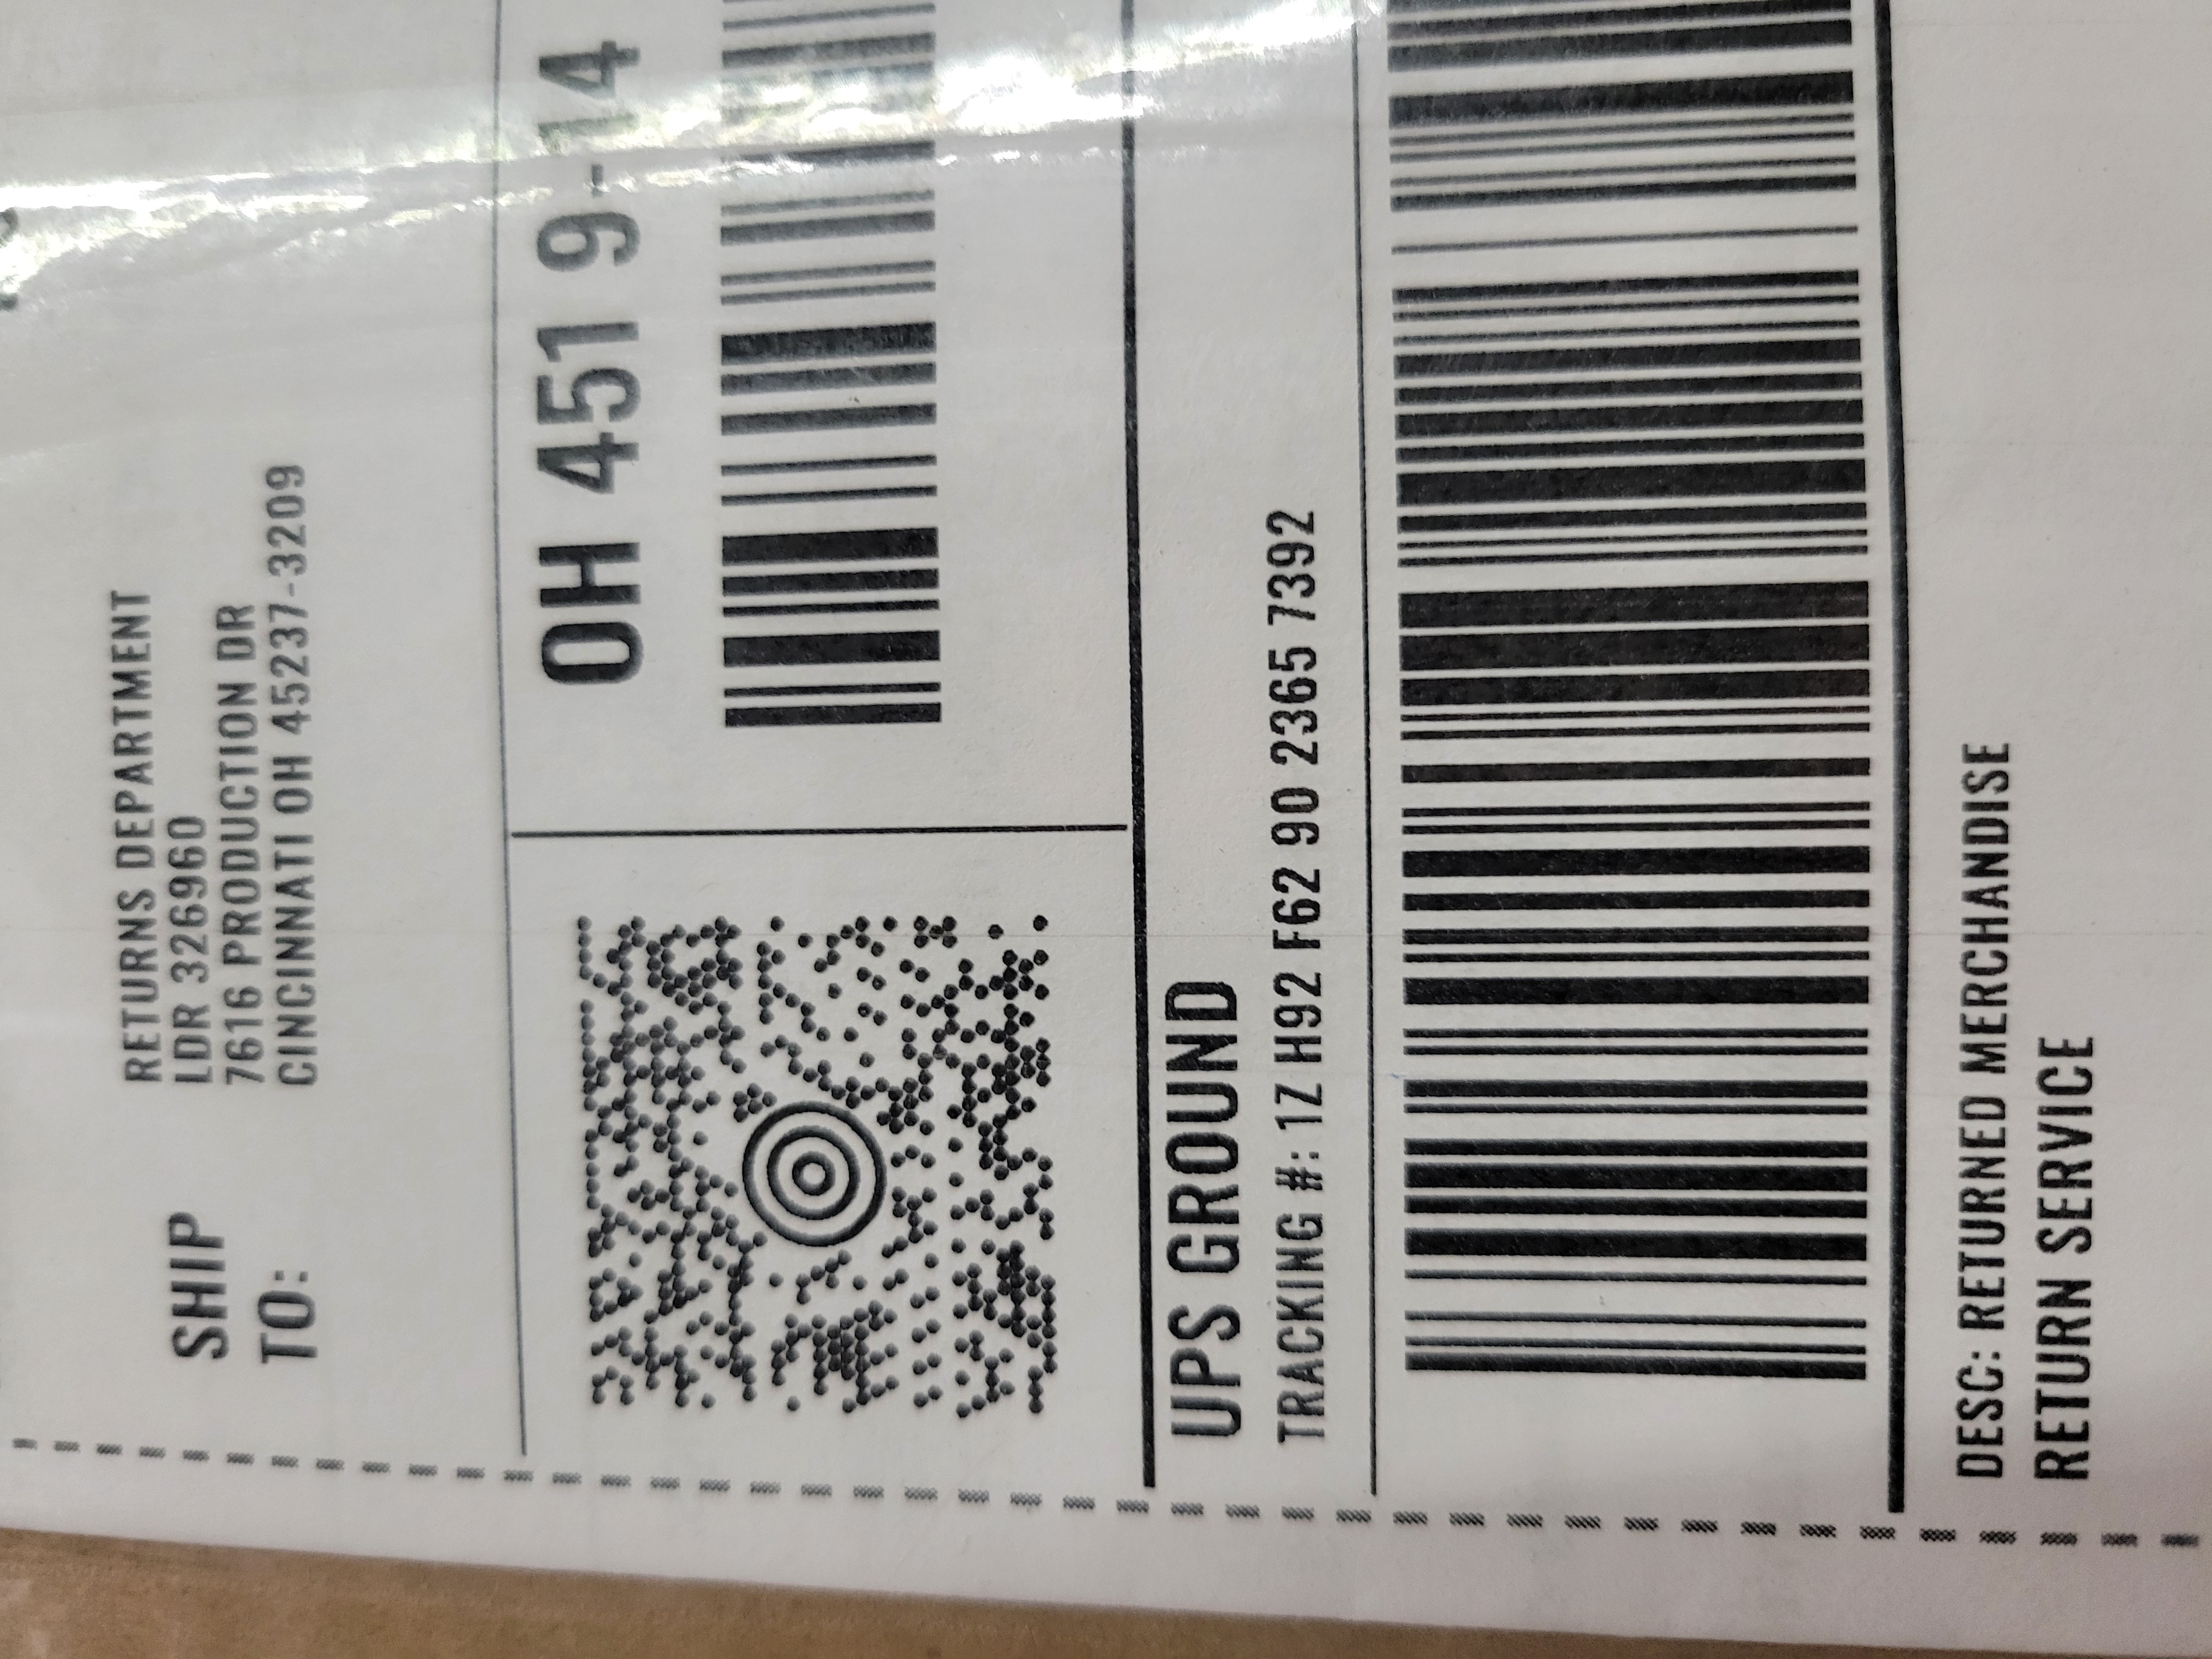 RETURNS DEPARTMENT
LDR 326960
7616 PRODUCTION DR
CINCINNATI OH 45237-3209
SHIP
TO:
OH 451 9-14
UPS GROUND
TRACKING #: 1Z H92 F62 90 2365 7392
DESC: RETURNED MERCHANDISE
RETURN SERVICE